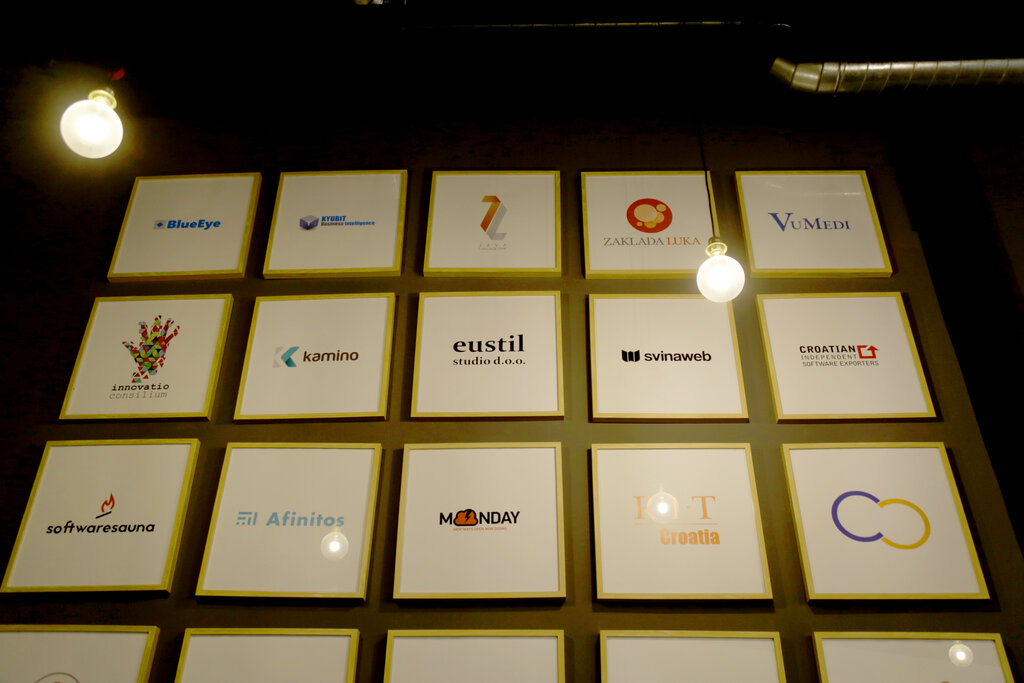 BlueEye
KYUBIT
Business Intelligence
JAVA
ZAKLADA LUKA
VUMEDI
innovatio
consilium
kamino
eustil
studio d.o.o.
svinaweb
CROATIAN
INDEPENDENT
SOFTWARE EXPORTERS
softwaresauna
Afinitos
MONDAY
Croatia